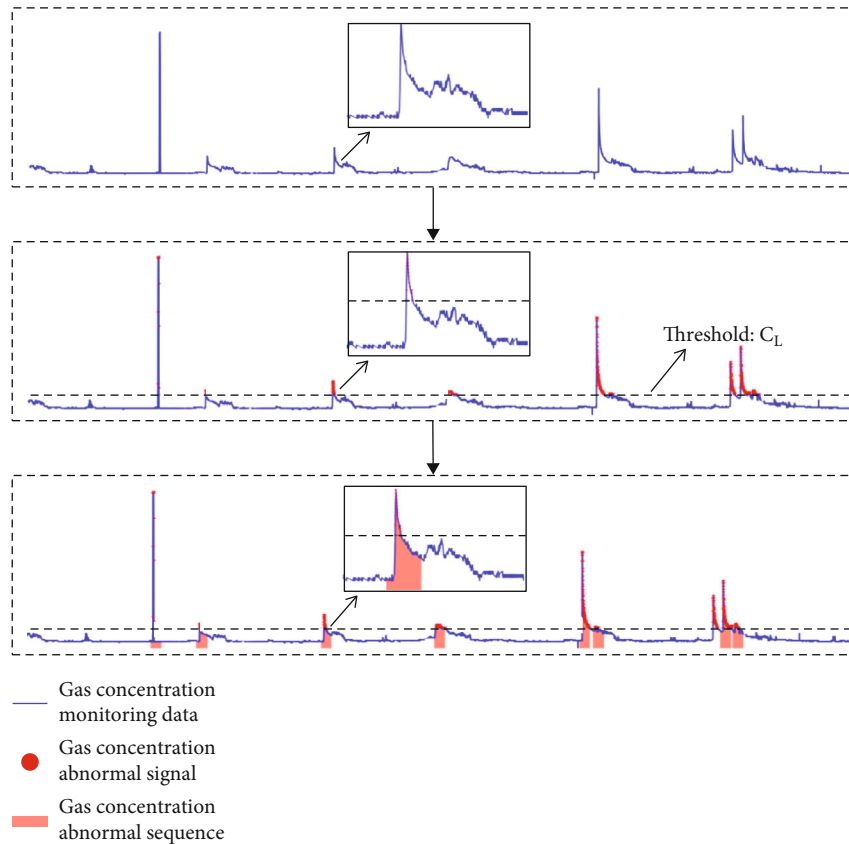 Threshold: C_L
Gas concentration
monitoring data
Gas concentration
abnormal signal
Gas concentration
abnormal sequence